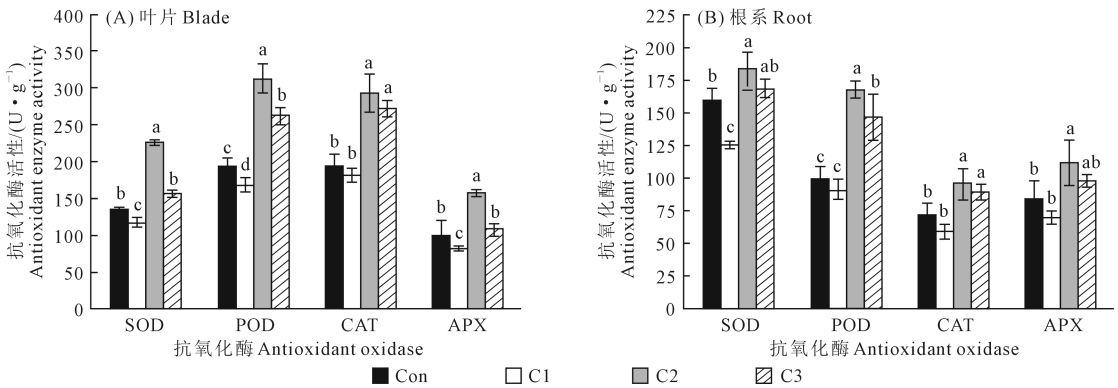 (A) 叶片 Blade
抗氧化酶活性/(U·g⁻¹)
Antioxidant enzyme activity
400
350
300
250
200
150
100
50
0
b c a b
c d a b
b b a a
b c a b
SOD POD CAT APX
抗氧化酶 Antioxidant oxidase
(B) 根系 Root
抗氧化酶活性/(U·g⁻¹)
Antioxidant enzyme activity
225
200
175
150
125
100
75
50
25
0
b c a ab
c c a b
b b a a
b b a ab
SOD POD CAT APX
抗氧化酶 Antioxidant oxidase
Con C1 C2 C3